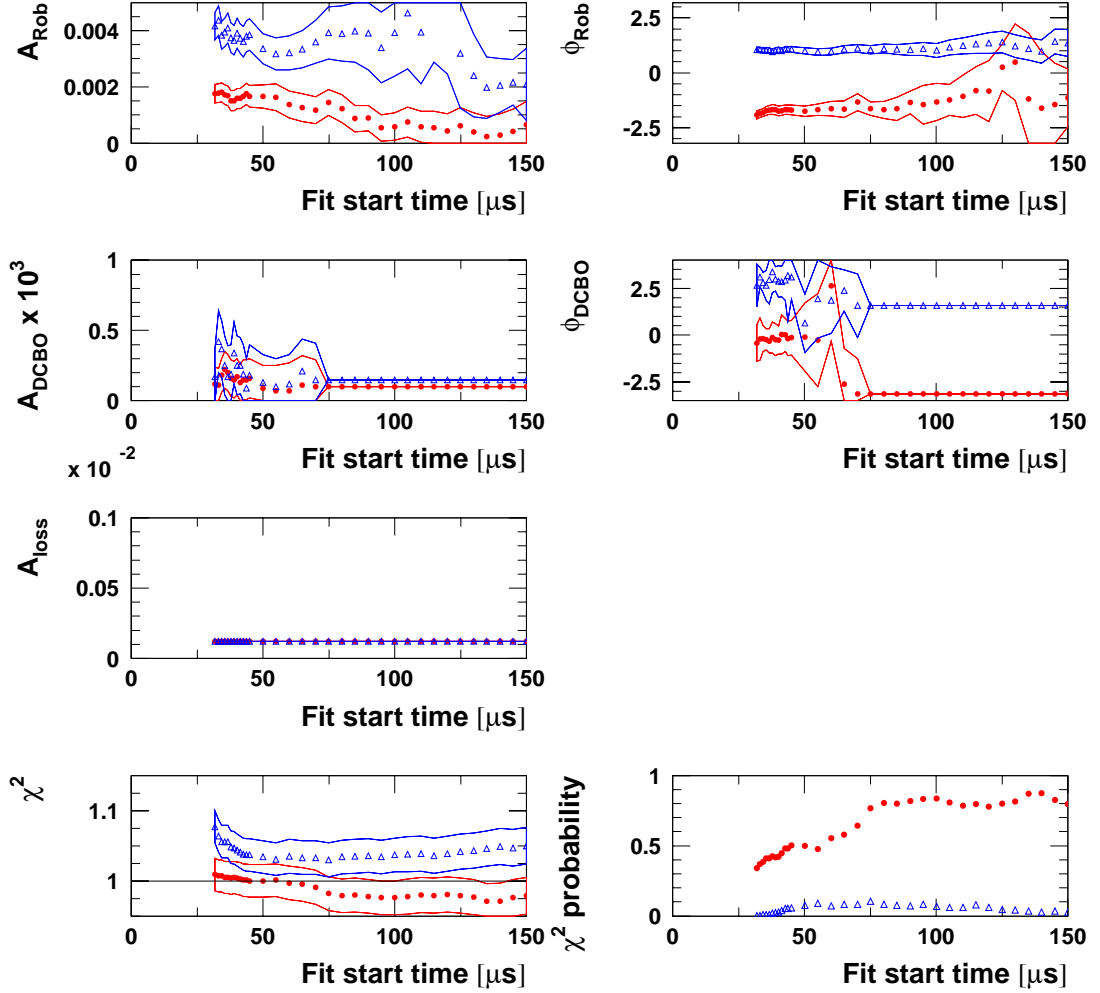 A_Rob
0.004
0.002
0
0 50 100 150
Fit start time [μs]
ϕ_Rob
2.5
0
-2.5
0 50 100 150
Fit start time [μs]
A_DCBO x 10^3
1
0.5
0
0 50 100 150
Fit start time [μs]
ϕ_DCBO
2.5
0
-2.5
0 50 100 150
Fit start time [μs]
x 10^-2
A_loss
0.1
0.05
0
0 50 100 150
Fit start time [μs]
χ^2
1.1
1
0 50 100 150
Fit start time [μs]
χ^2 probability
1
0.5
0
0 50 100 150
Fit start time [μs]